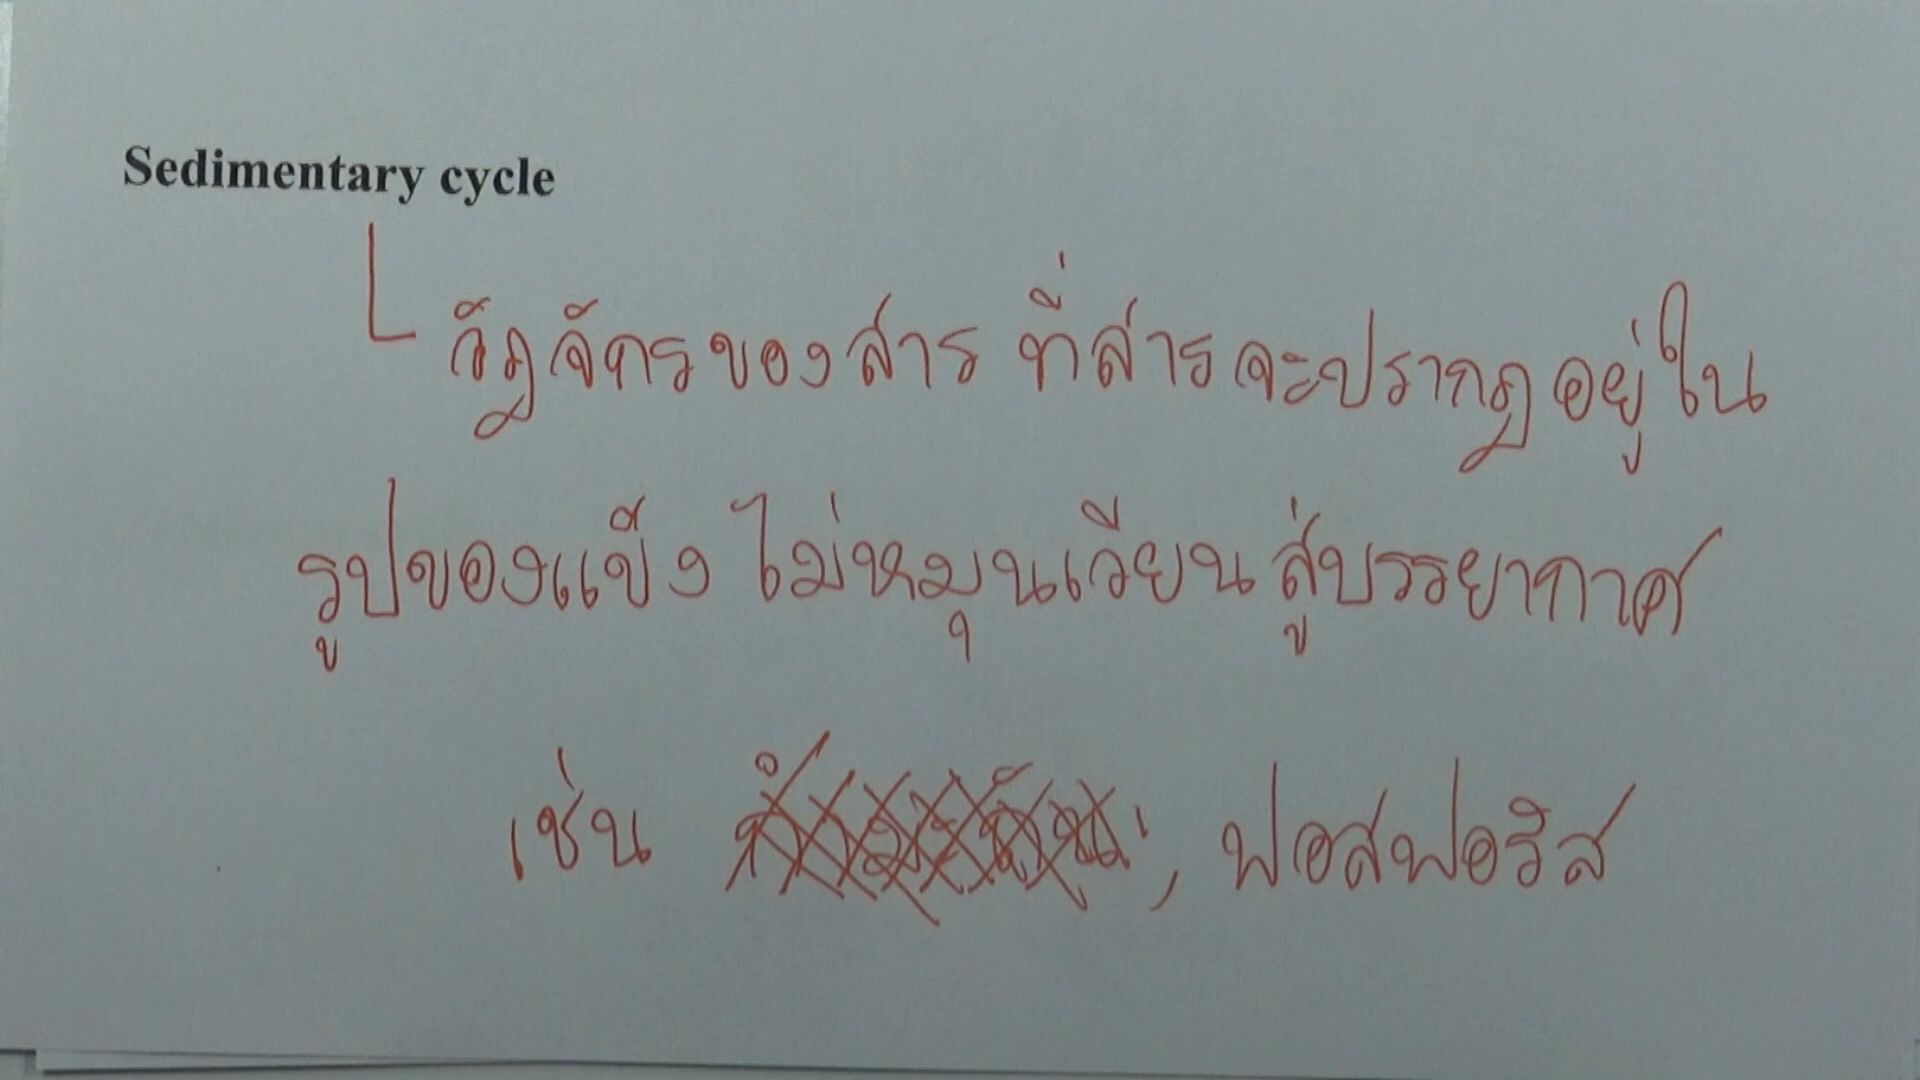 Sedimentary cycle
วัฏจักรของสาร ที่สารจะปรากฏอยู่ใน
รูปของแข็ง ไม่หมุนเวียนสู่บรรยากาศ
เช่น , ฟอสฟอริส